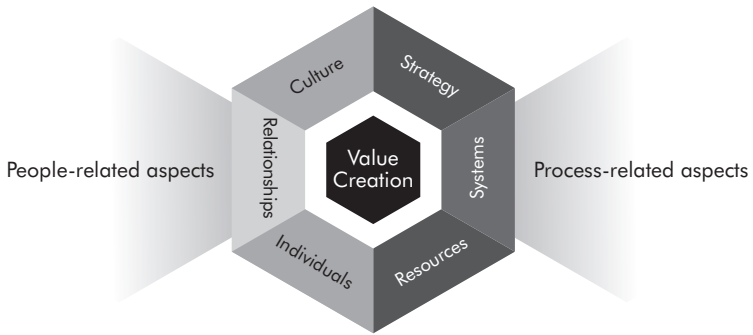 Culture
Strategy
People-related aspects
Relationships
Value
Creation
Systems
Process-related aspects
Individuals
Resources